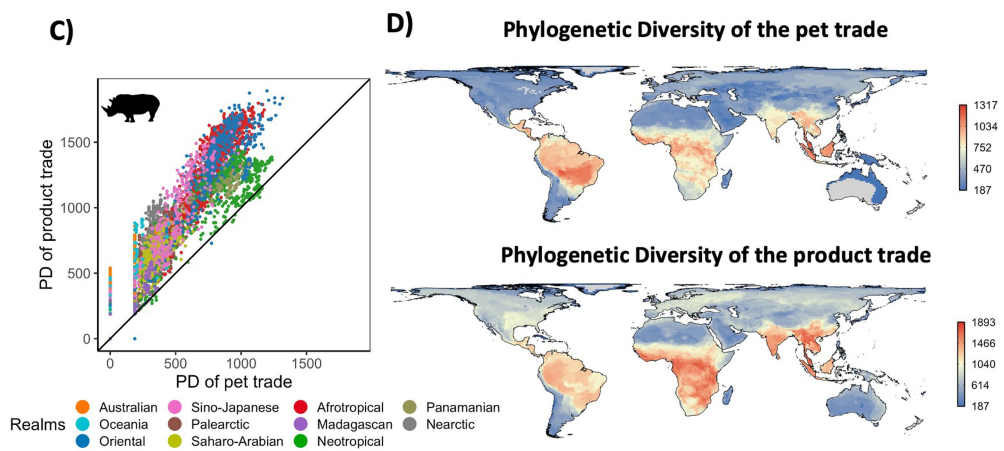 C)
PD of product trade
1500
1000
500
0
0
500
1000
1500
PD of pet trade
Realms
Australian
Oceania
Oriental
Sino-Japanese
Palearctic
Saharo-Arabian
Afrotropical
Madagascan
Neotropical
Panamanian
Nearctic
D)
Phylogenetic Diversity of the pet trade
1317
1034
752
470
187
Phylogenetic Diversity of the product trade
1893
1466
1040
614
187